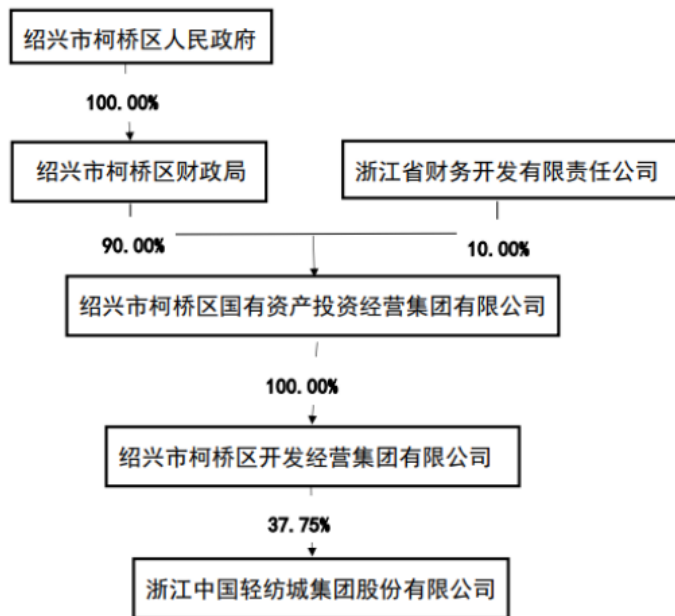 绍兴市柯桥区人民政府
100.00%
绍兴市柯桥区财政局
浙江省财务开发有限责任公司
90.00%
10.00%
绍兴市柯桥区国有资产投资经营集团有限公司
100.00%
绍兴市柯桥区开发经营集团有限公司
37.75%
浙江中国轻纺城集团股份有限公司